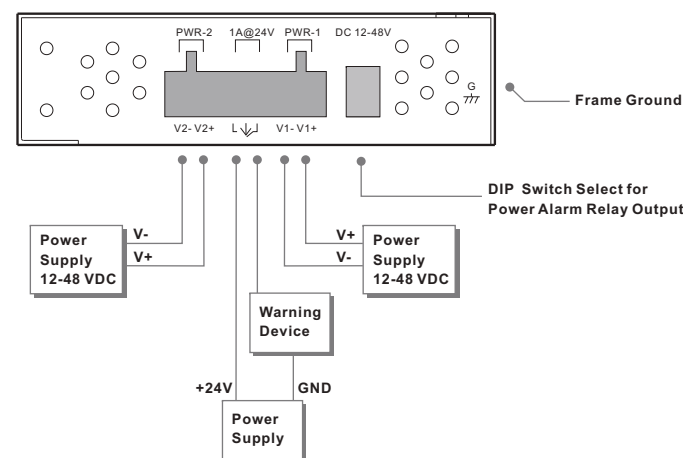 PWR-2 1A@24V PWR-1 DC 12-48V
G
V2- V2+ V1- V1+
Frame Ground
DIP Switch Select for
Power Alarm Relay Output
V-
V+
Power
Supply
12-48 VDC
V+
V-
Power
Supply
12-48 VDC
Warning
Device
+24V GND
Power
Supply